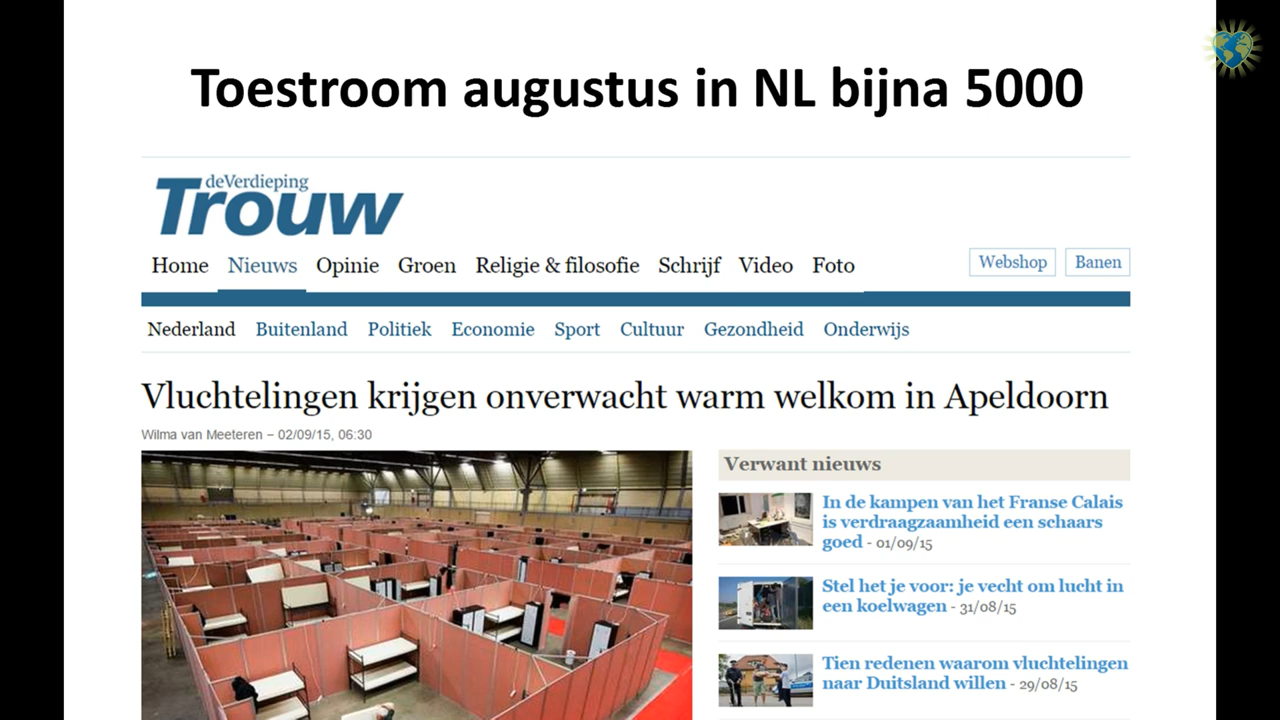 Toestroom augustus in NL bijna 5000
deVerdieping
Trouw
Home Nieuws Opinie Groen Religie & filosofie Schrijf Video Foto
Webshop Banen
Nederland Buitenland Politiek Economie Sport Cultuur Gezondheid Onderwijs
Vluchtelingen krijgen onverwacht warm welkom in Apeldoorn
Wilma van Meeteren – 02/09/15, 06:30
Verwant nieuws
In de kampen van het Franse Calais
is verdraagzaamheid een schaars
goed - 01/09/15
Stel het je voor: je vecht om lucht in
een koelwagen - 31/08/15
Tien redenen waarom vluchtelingen
naar Duitsland willen - 29/08/15